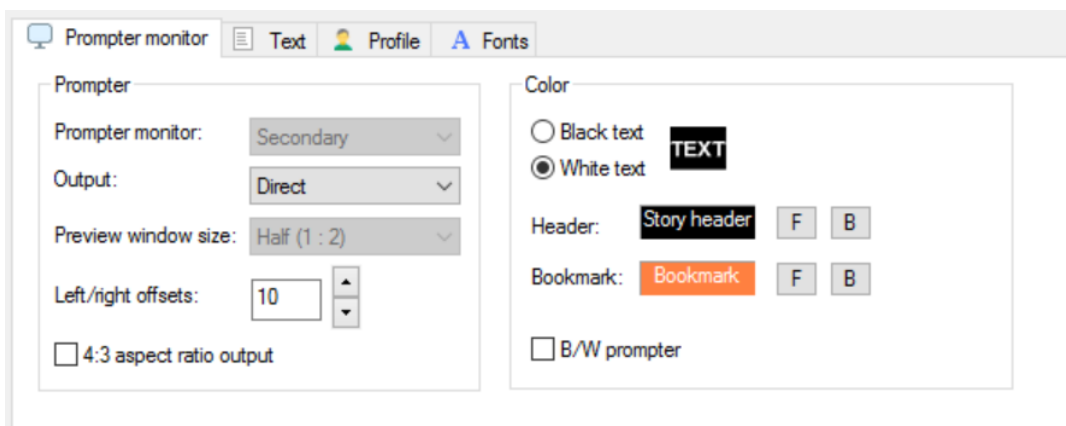 Prompter monitor Text Profile A Fonts
Prompter
Prompter monitor: Secondary
Output: Direct
Preview window size: Half (1 : 2)
Left/right offsets: 10
4:3 aspect ratio output
Color
Black text
White text
TEXT
Header: Story header F B
Bookmark: Bookmark F B
B/W prompter